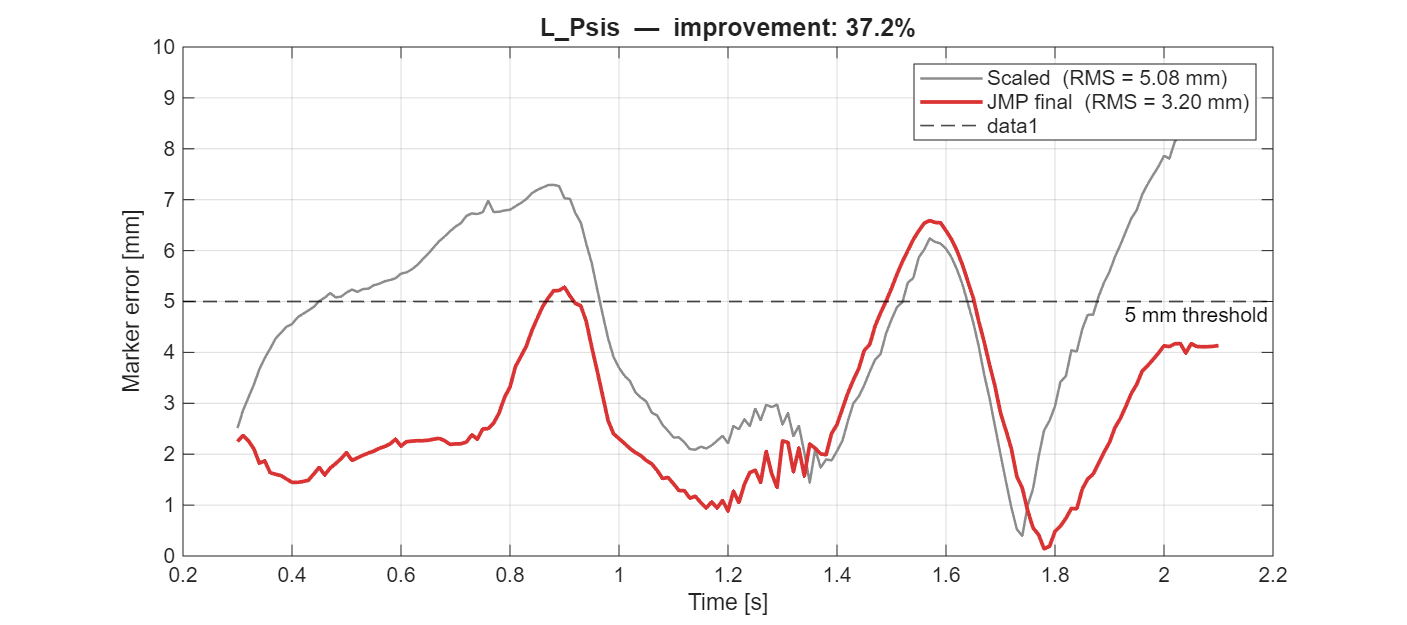 L_Psis — improvement: 37.2%
Scaled (RMS = 5.08 mm)
JMP final (RMS = 3.20 mm)
data1
5 mm threshold
Marker error [mm]
10
9
8
7
6
5
4
3
2
1
0
0.2 0.4 0.6 0.8 1 1.2 1.4 1.6 1.8 2 2.2
Time [s]